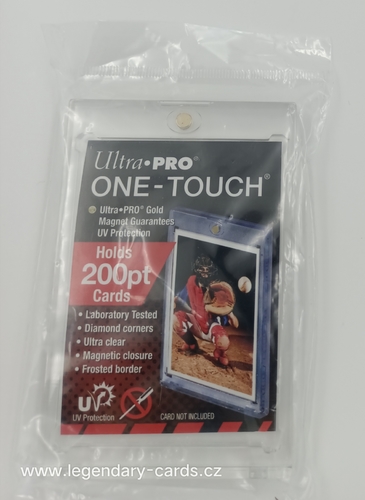 Ultra•PRO®
ONE-TOUCH®
Ultra•PRO® Gold
Magnet Guarantees
UV Protection
Holds
200pt
Cards
• Laboratory Tested
• Diamond corners
• Ultra clear
• Magnetic closure
• Frosted border
UV
UV Protection
CARD NOT INCLUDED
www.legendary-cards.cz